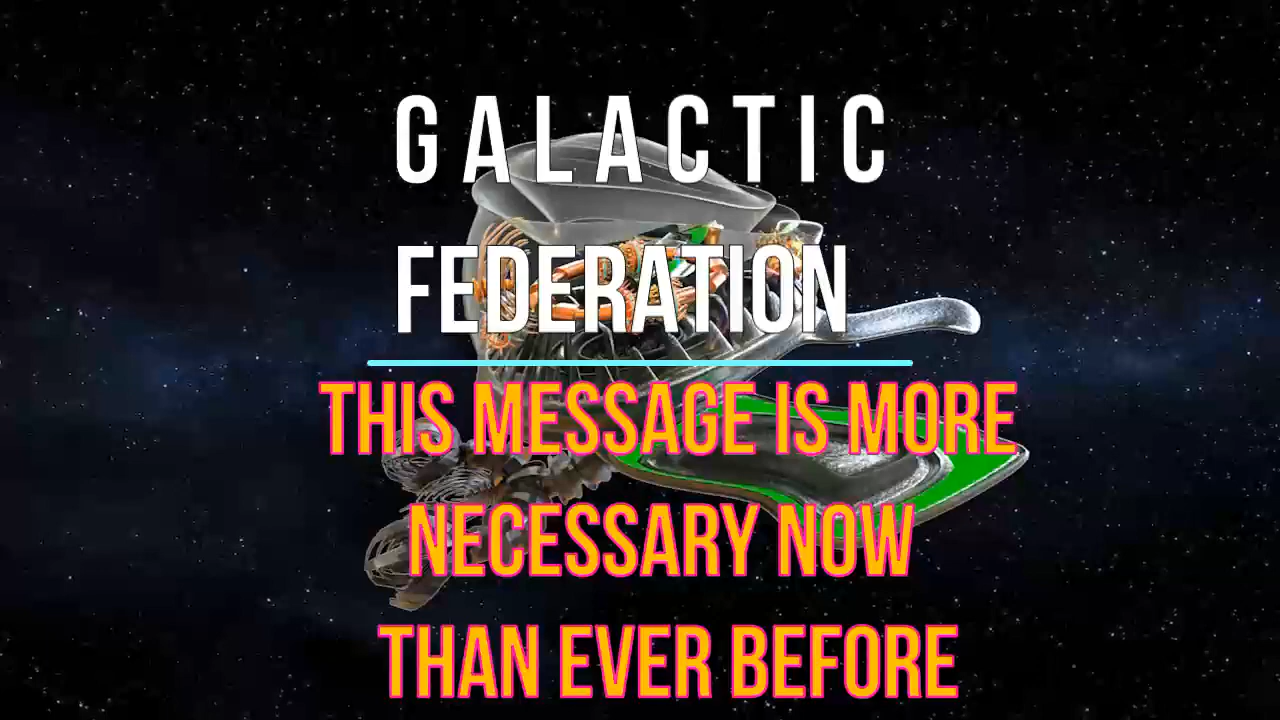 GALACTIC
FEDERATION
THIS MESSAGE IS MORE
NECESSARY NOW
THAN EVER BEFORE